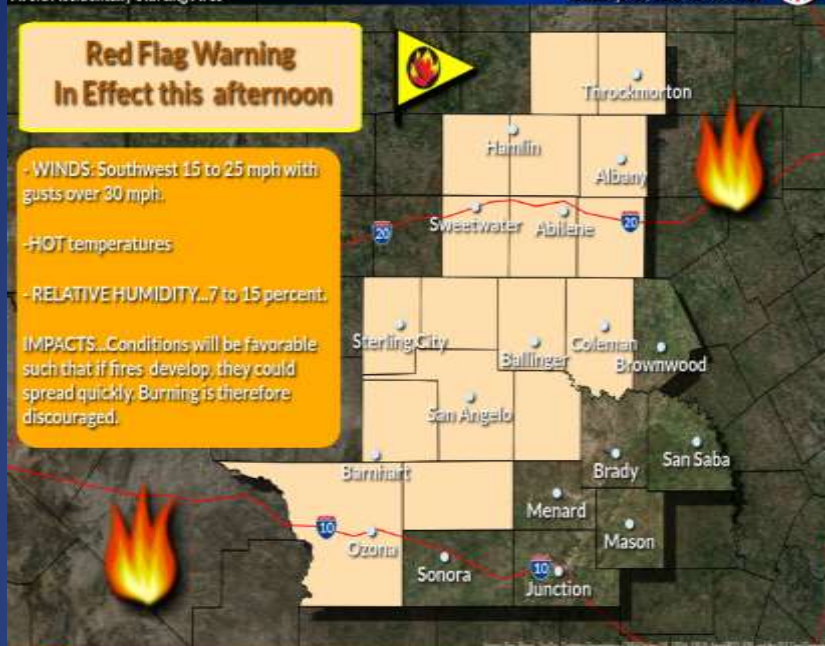 Red Flag Warning
In Effect this afternoon
- WINDS: Southwest 15 to 25 mph with
gusts over 30 mph.
-HOT temperatures
- RELATIVE HUMIDITY...7 to 15 percent.
IMPACTS...Conditions will be favorable
such that if fires develop, they could
spread quickly. Burning is therefore
discouraged.
Throckmorton
Hamlin
Albany
Sweetwater
Abilene
20
20
Sterling City
Ballinger
Coleman
Brownwood
San Angelo
Barnhart
Brady
San Saba
Menard
Mason
10
Ozona
Sonora
10
Junction